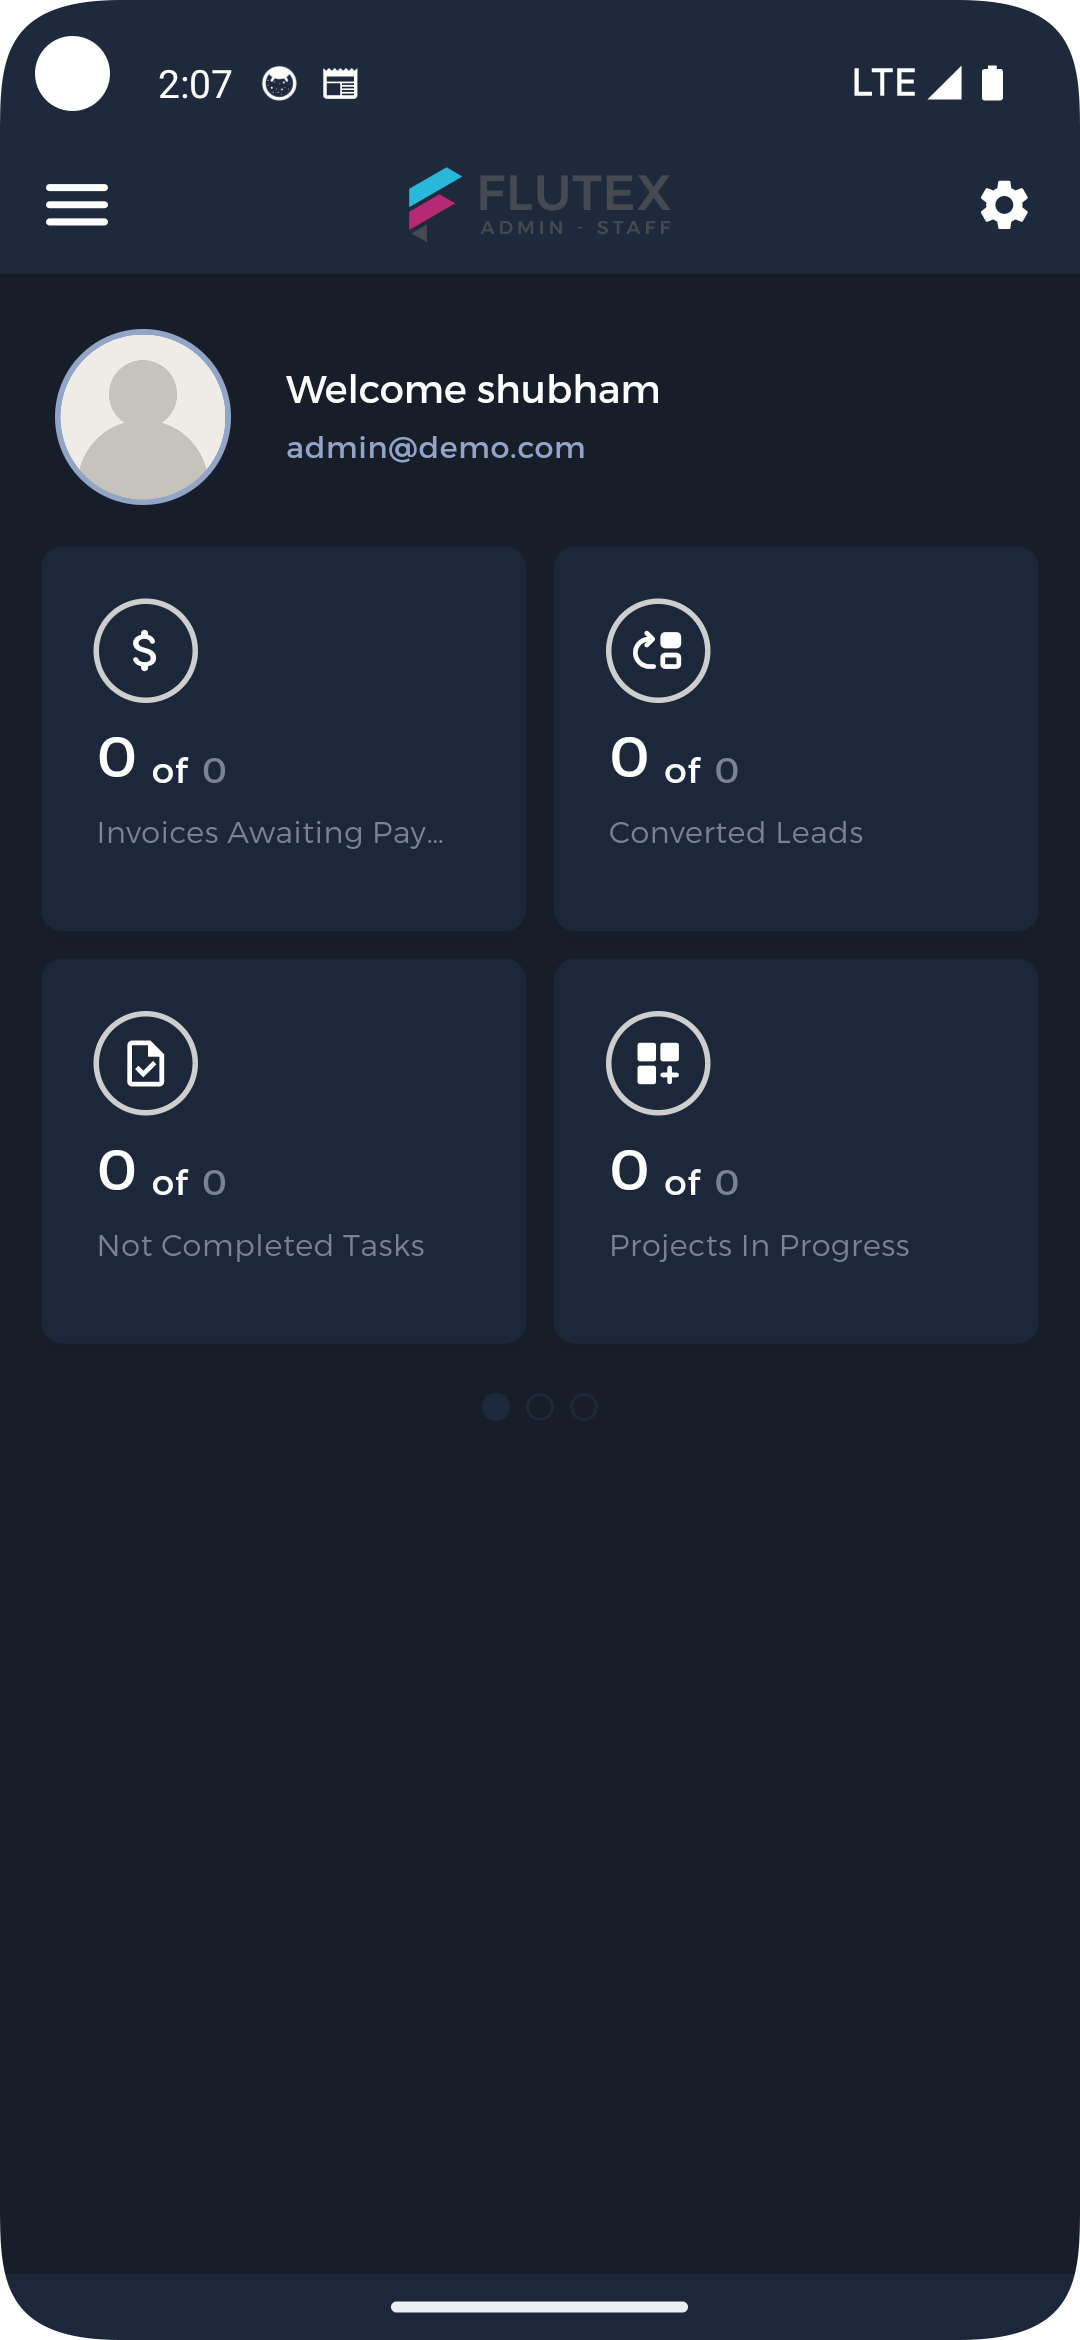 2:07
LTE
FLUTEX
ADMIN - STAFF
Welcome shubham
admin@demo.com
0 of 0
Invoices Awaiting Pay...
0 of 0
Converted Leads
0 of 0
Not Completed Tasks
0 of 0
Projects In Progress